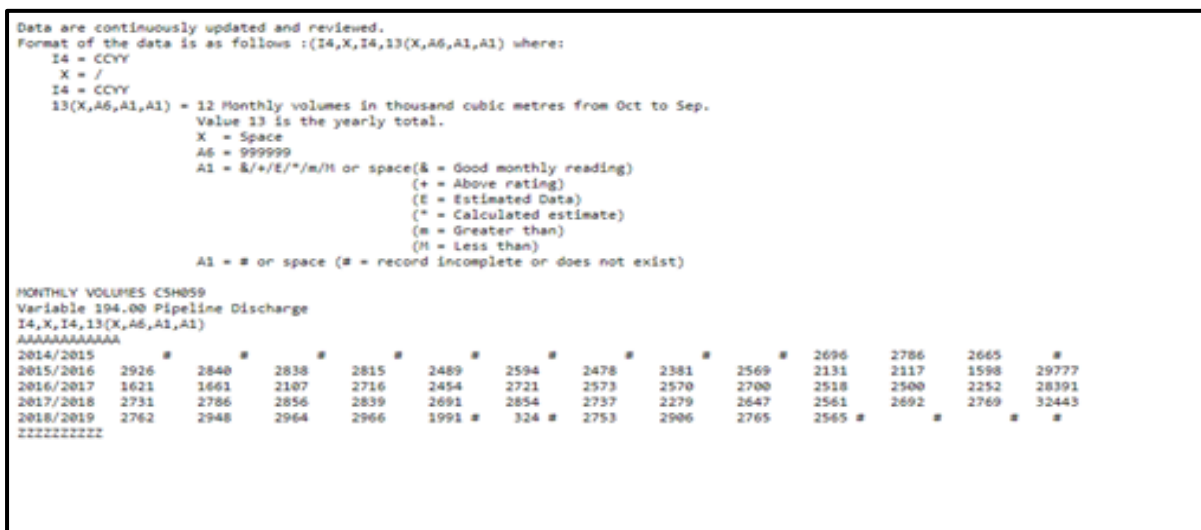 Data are continuously updated and reviewed.
Format of the data is as follows :(I4,X,I4,13(X,A6,A1,A1) where:
I4 = CCYY
X = /
I4 = CCYY
13(X,A6,A1,A1) = 12 Monthly volumes in thousand cubic metres from Oct to Sep.
Value 13 is the yearly total.
X = Space
A6 = 999999
A1 = &/+/E/*/m/M or space(& = Good monthly reading)
(+ = Above rating)
(E = Estimated Data)
(* = Calculated estimate)
(m = Greater than)
(M = Less than)
A1 = # or space (# = record incomplete or does not exist)
MONTHLY VOLUMES C5H059
Variable 194.00 Pipeline Discharge
I4,X,I4,13(X,A6,A1,A1)
AAAAAAAAAAAA
2014/2015 # # # # # # # # # 2696 2786 2665 #
2015/2016 2926 2840 2838 2815 2489 2594 2478 2381 2569 2131 2117 1598 29777
2016/2017 1621 1661 2107 2716 2454 2721 2573 2570 2700 2518 2500 2252 28391
2017/2018 2731 2786 2856 2839 2691 2854 2737 2279 2647 2561 2692 2769 32443
2018/2019 2762 2948 2964 2966 1991 # 324 # 2753 2906 2765 2565 # # # #
ZZZZZZZZZZ